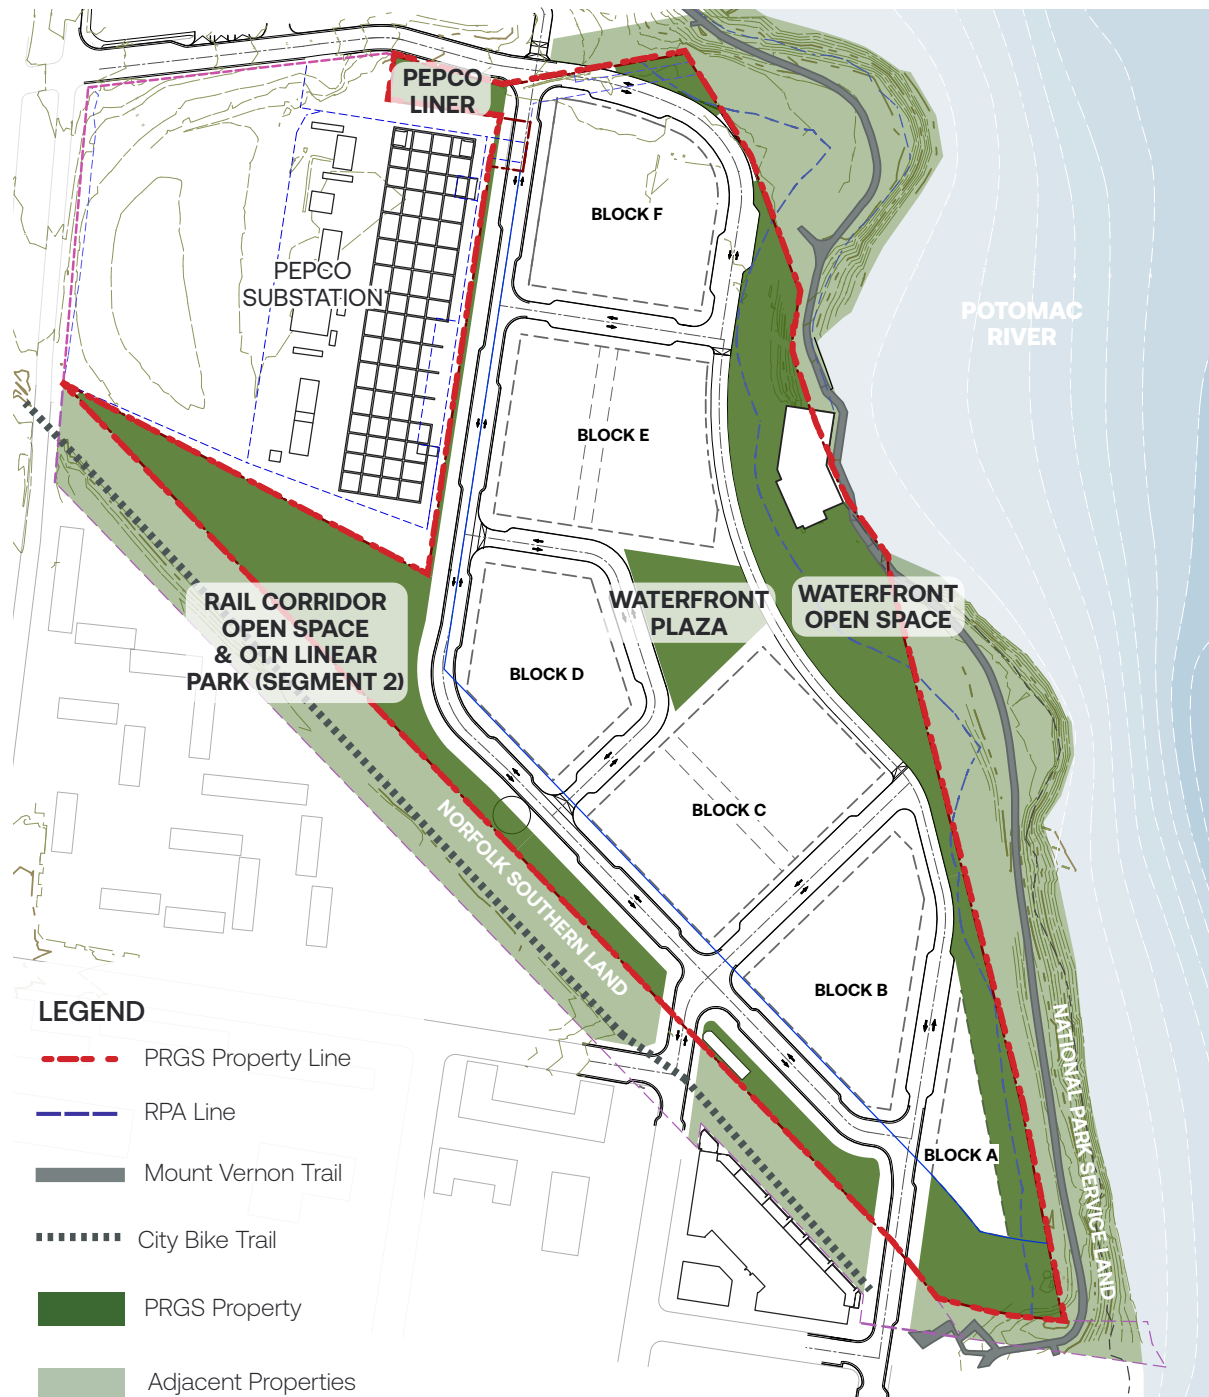 PEPCO
LINER
BLOCK F
PEPCO
SUBSTATION
POTOMAC
RIVER
BLOCK E
RAIL CORRIDOR
OPEN SPACE
& OTN LINEAR
PARK (SEGMENT 2)
WATERFRONT
PLAZA
WATERFRONT
OPEN SPACE
BLOCK D
BLOCK C
NORFOLK SOUTHERN LAND
BLOCK B
NATIONAL PARK SERVICE LAND
BLOCK A
LEGEND
PRGS Property Line
RPA Line
Mount Vernon Trail
City Bike Trail
PRGS Property
Adjacent Properties